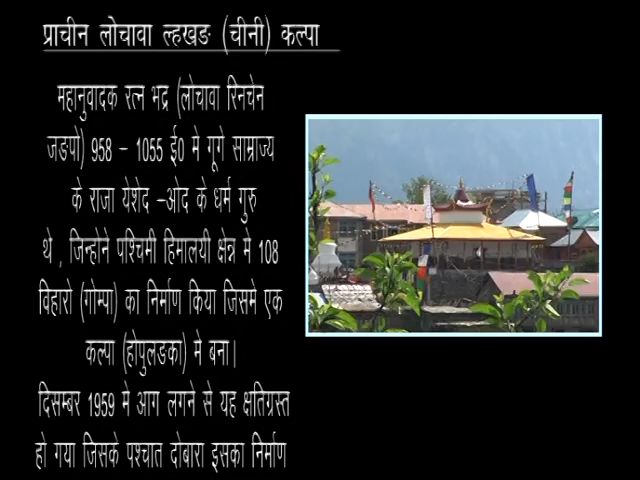 प्राचीन लोचावा ल्हखङ (चीनी) कल्पा
महानुवादक रत्न भद्र (लोचावा रिनचेन
जङपो) 958 – 1055 ई0 मे गूगे साम्राज्य
के राजा येशेद –ओद के धर्म गुरु
थे , जिन्होने पश्चिमी हिमालयी क्षेत्र मे 108
विहारो (गोम्पा) का निर्माण किया जिसमे एक
कल्पा (होपुलङका) मे बना।
दिसम्बर 1959 मे आग लगने से यह क्षतिग्रस्त
हो गया जिसके पश्चात दोबारा इसका निर्माण